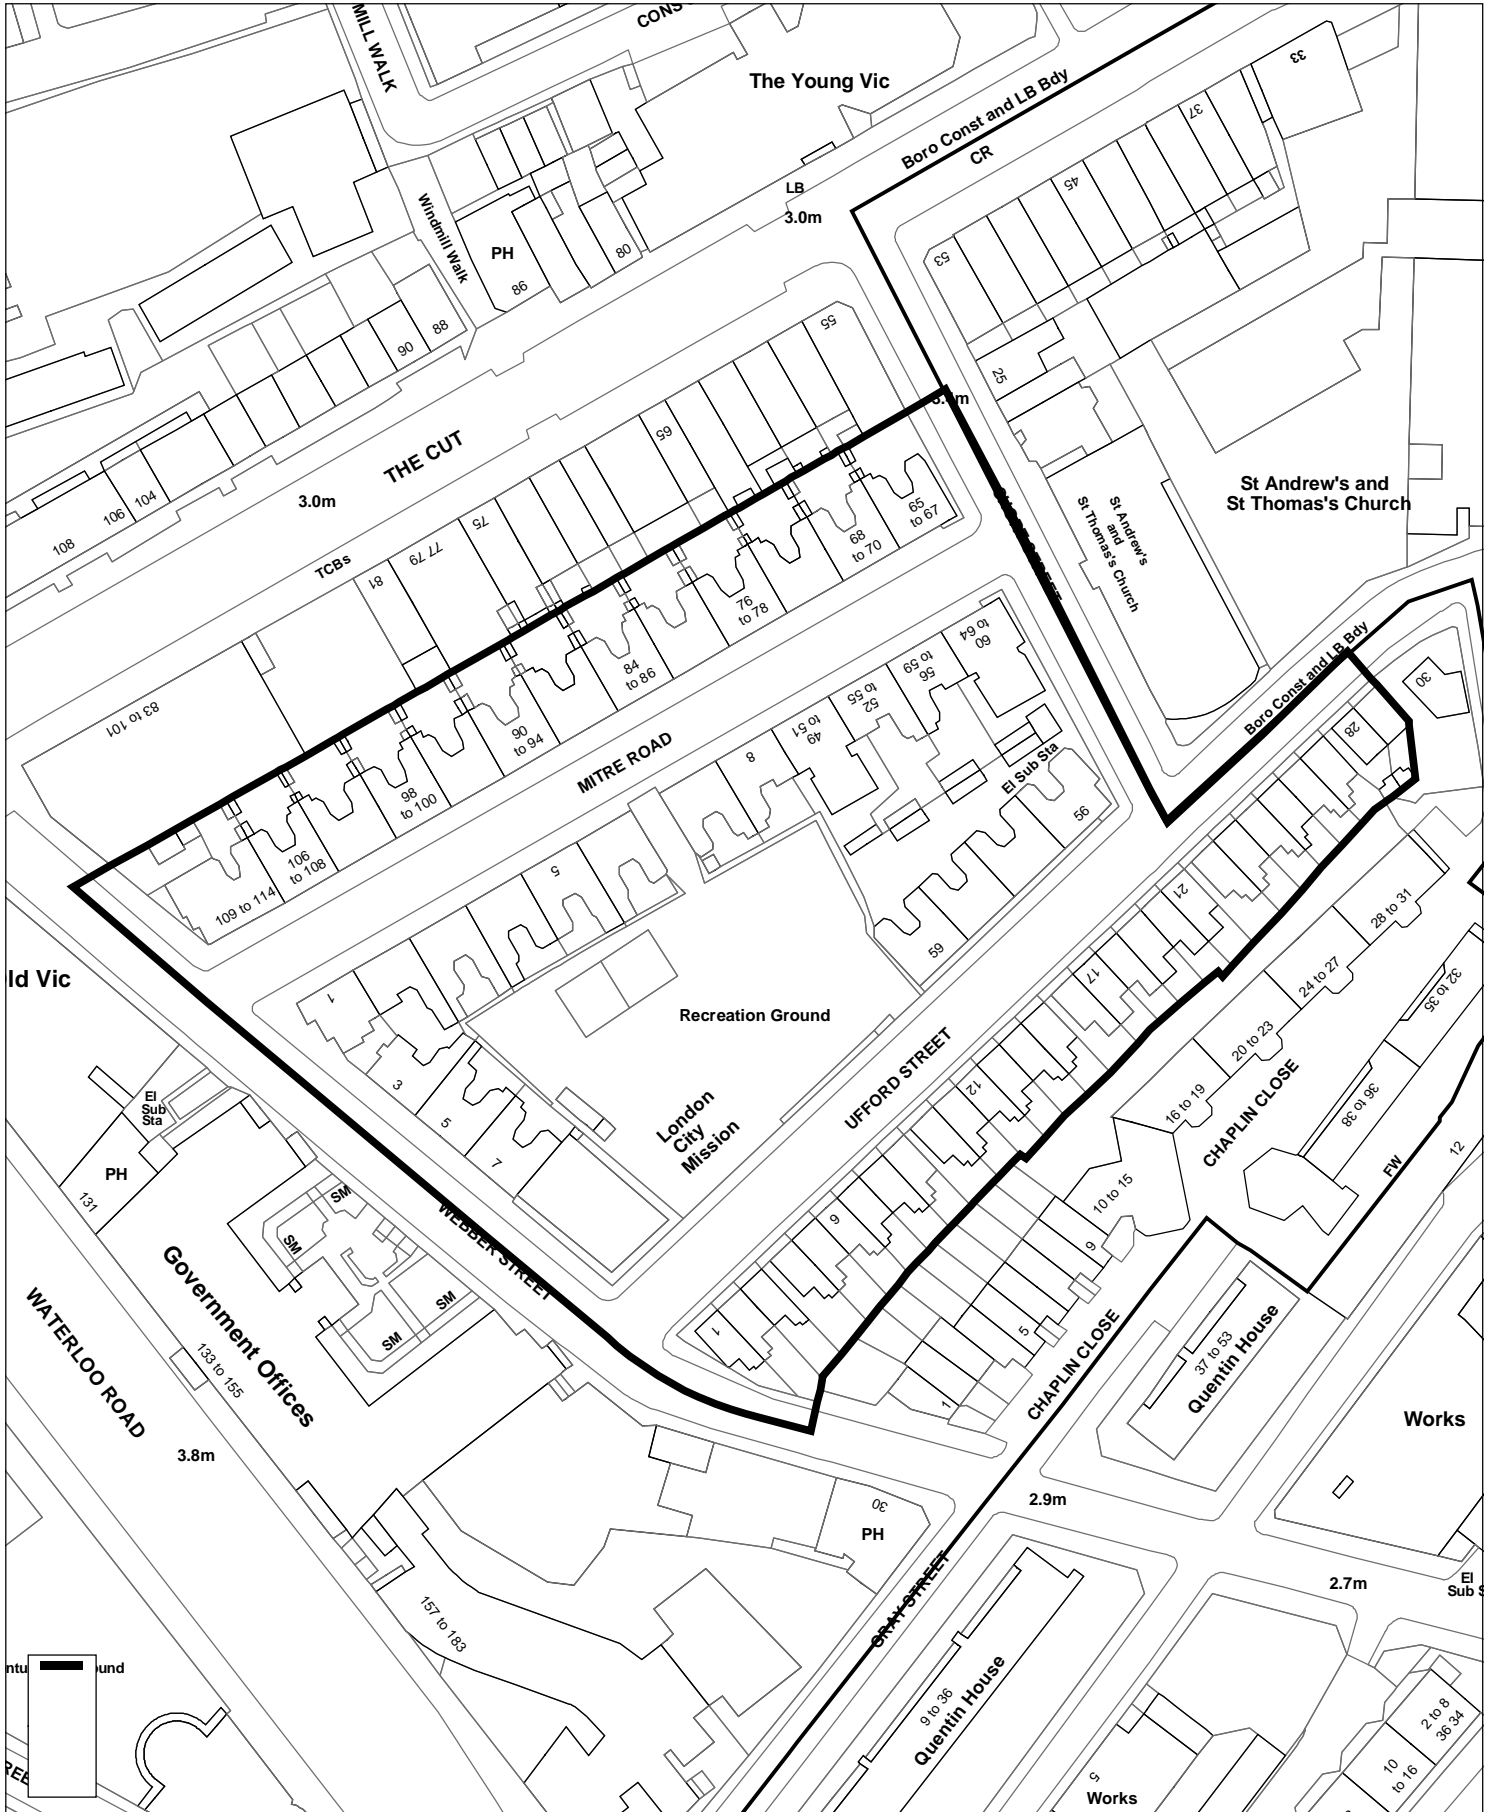 MILL WALK
The Young Vic
Boro Const and LB Bdy
CR
33
37
45
53
LB
3.0m
Windmill Walk
PH
86
80
88
90
55
25
65
THE CUT
3.0m
104
106
108
75
77 79
81
TCBs
83 to 101
65
to 67
68
to 70
76
to 78
84
to 86
90
to 94
98
to 100
106
to 108
109 to 114
MITRE ROAD
St Andrew's and
St Thomas's Church
St Andrew's
and
St Thomas's Church
Boro Const and LB Bdy
30
28
60
to 64
56
to 59
52
to 55
49
to 51
8
5
1
3
5
7
El Sub Sta
56
59
Recreation Ground
London
City
Mission
UFFORD STREET
21
17
12
9
1
28 to 31
24 to 27
20 to 23
16 to 19
10 to 15
32 to 35
36 to 38
CHAPLIN CLOSE
FW
12
9
5
1
CHAPLIN CLOSE
37 to 53
Quentin House
Works
El
Sub
Sta
PH
131
SM
SM
SM
SM
Government Offices
133 to 155
WATERLOO ROAD
3.8m
WEBBER STREET
30
PH
2.9m
2.7m
El
Sub
GRAY STREET
157 to 183
9 to 36
Quentin House
5
Works
2 to 8
36 34
10
to 16